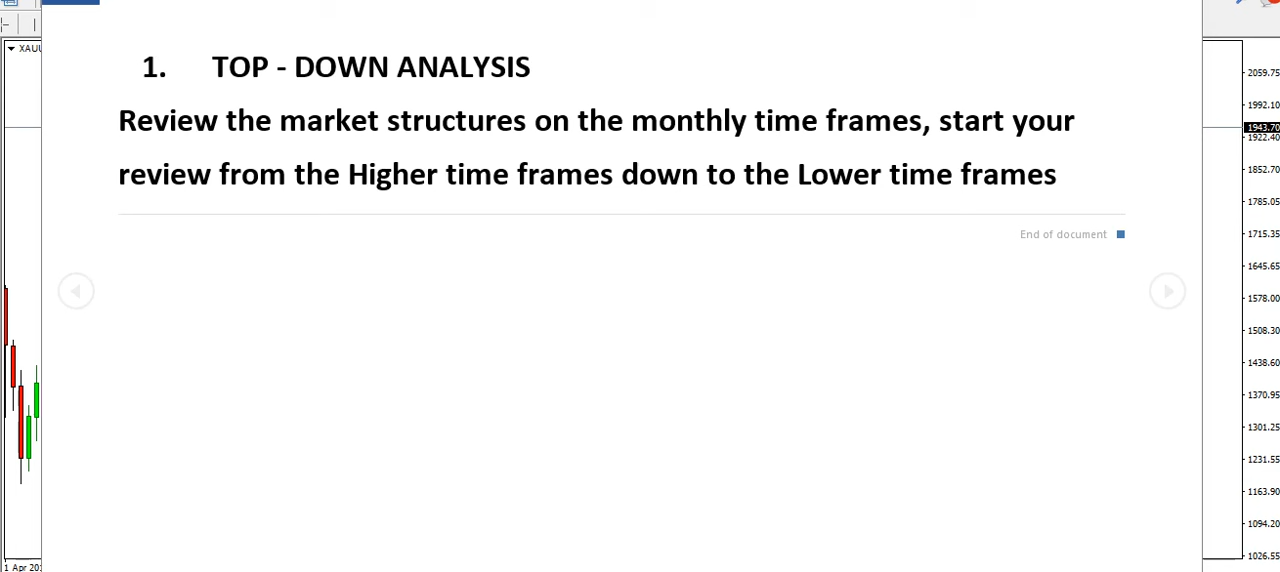 1. TOP - DOWN ANALYSIS
Review the market structures on the monthly time frames, start your
review from the Higher time frames down to the Lower time frames
End of document
XAUU
2059.75
1992.10
1943.70
1922.40
1852.70
1785.05
1715.35
1645.65
1578.00
1508.30
1438.60
1370.95
1301.25
1231.55
1163.90
1094.20
1026.55
1 Apr 20